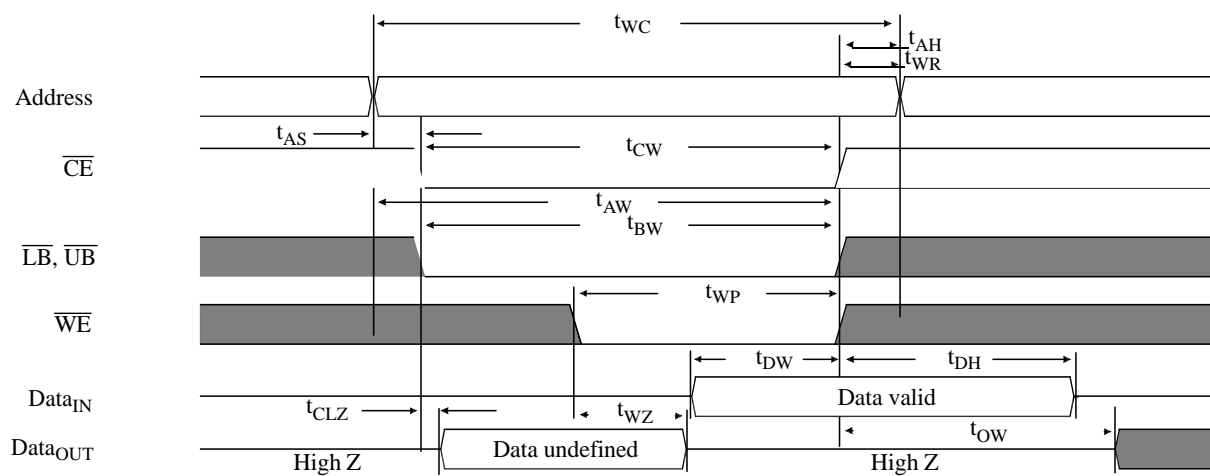 tWC
tAH
tWR
Address
tAS
tCW
CE
tAW
tBW
LB, UB
tWP
WE
tDW
tDH
DataIN
Data valid
tCLZ
tWZ
tOW
DataOUT
Data undefined
High Z
High Z